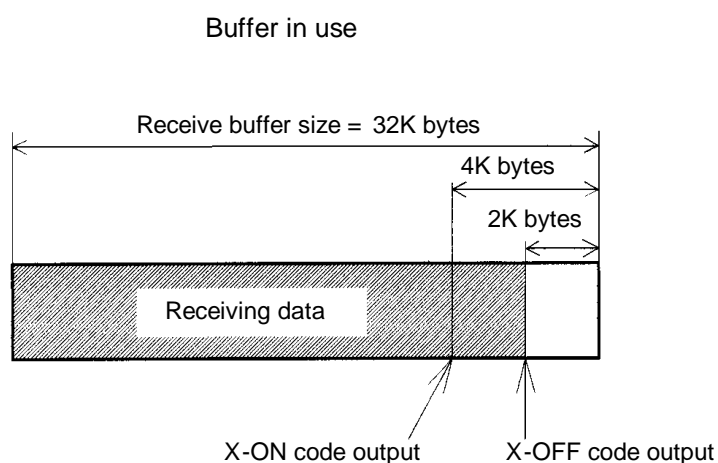 Buffer in use
Receive buffer size = 32K bytes
4K bytes
2K bytes
Receiving data
X-ON code output
X-OFF code output